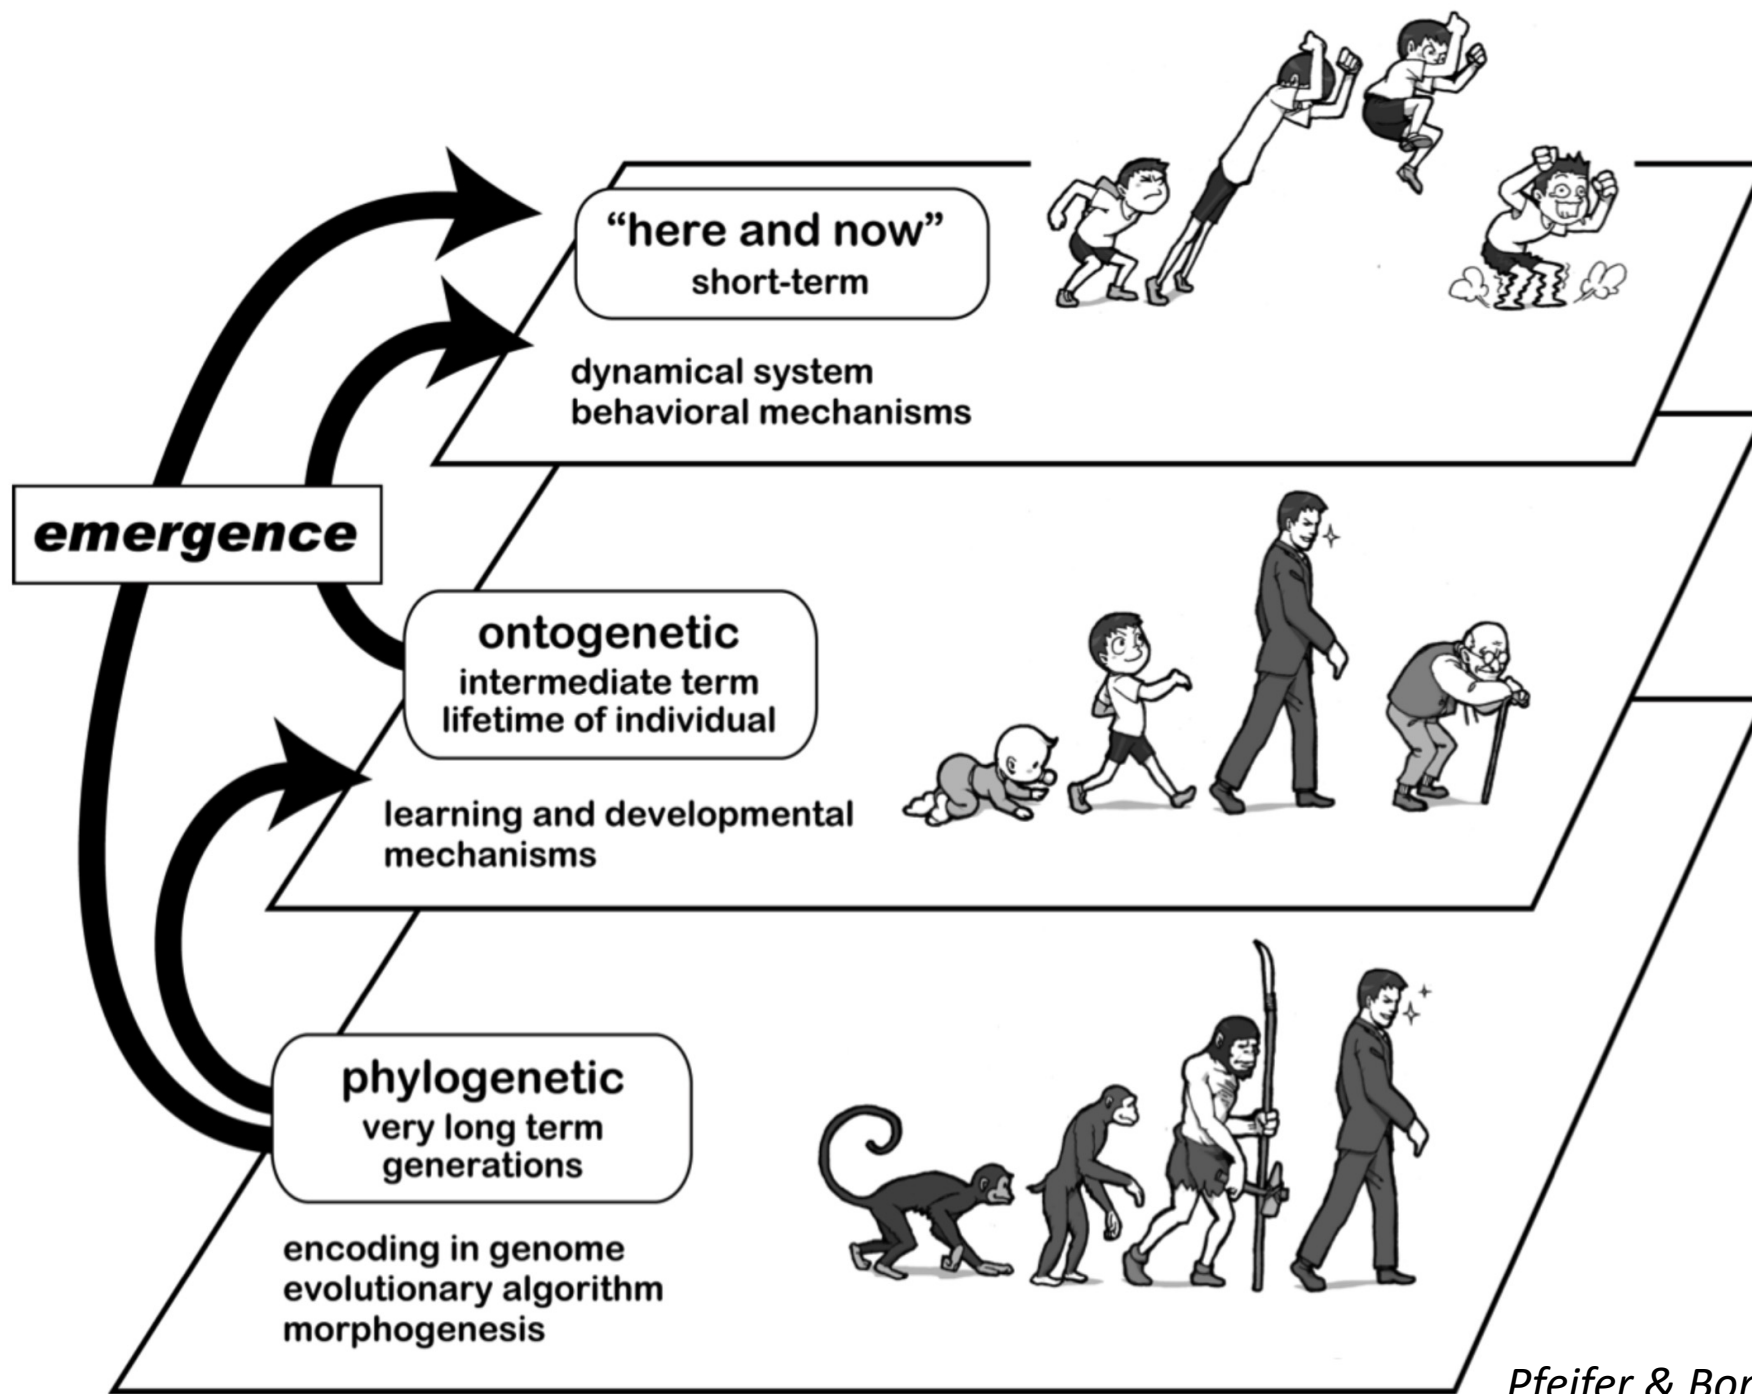 “here and now”
short-term
dynamical system
behavioral mechanisms
emergence
ontogenetic
intermediate term
lifetime of individual
learning and developmental
mechanisms
phylogenetic
very long term
generations
encoding in genome
evolutionary algorithm
morphogenesis
Pfeifer &